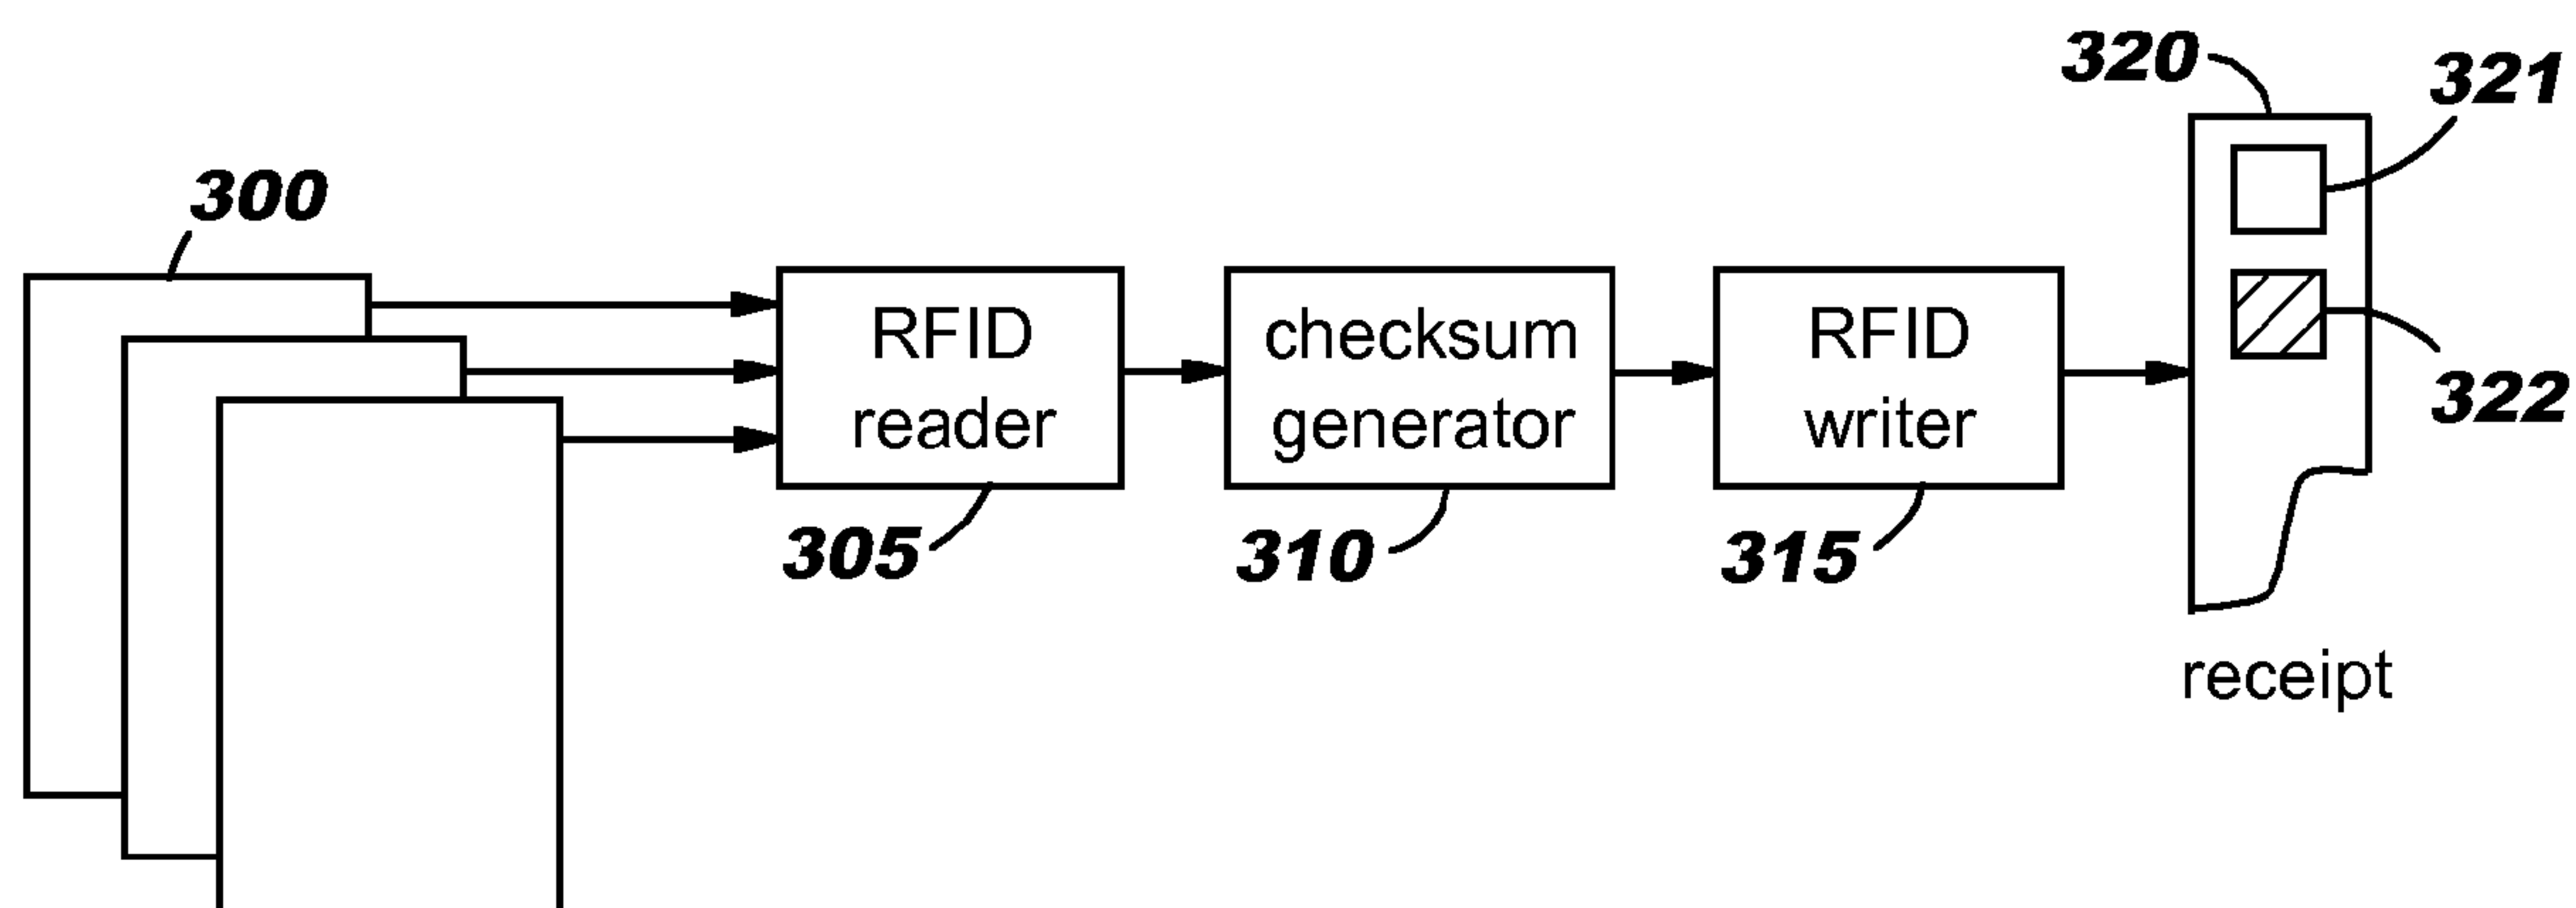 320
321
300
RFID
reader
checksum
generator
RFID
writer
322
305
310
315
receipt